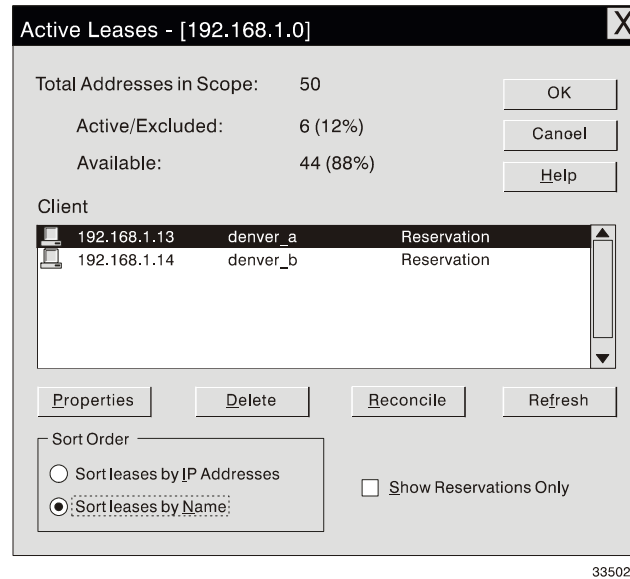 Active Leases - [192.168.1.0]
X
Total Addresses in Scope: 50
OK
Active/Excluded: 6 (12%)
Canoel
Available: 44 (88%)
Help
Client
192.168.1.13 denver_a Reservation
192.168.1.14 denver_b Reservation
Properties Delete Reconcile Refresh
Sort Order
Sort leases by IP Addresses
Show Reservations Only
Sort leases by Name
33502